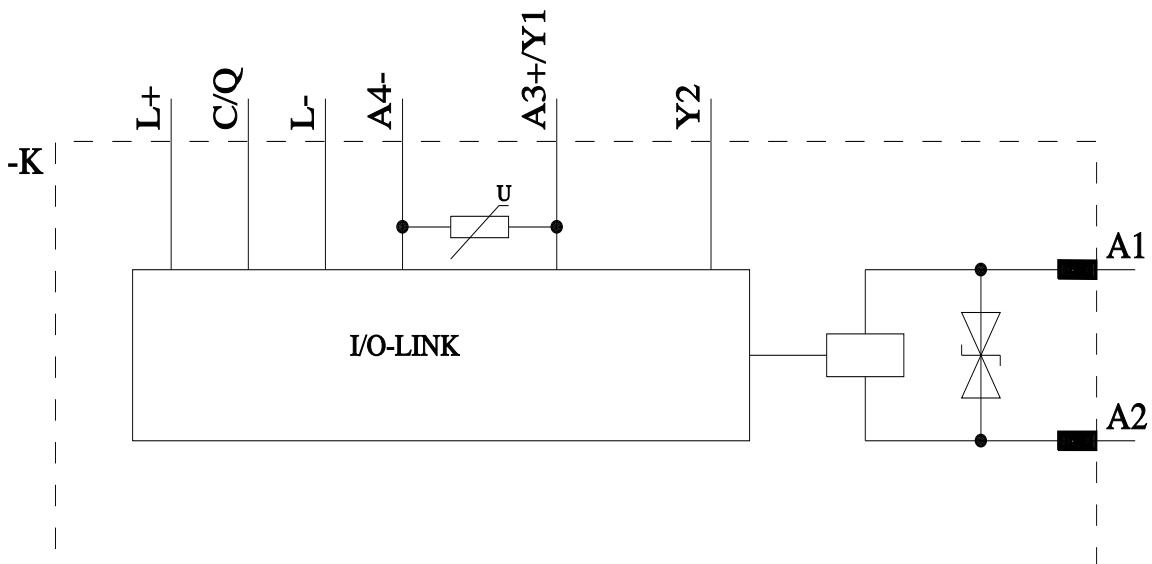 L+
C/Q
L-
A4-
A3+/Y1
Y2
-K
U
A1
I/O-LINK
A2